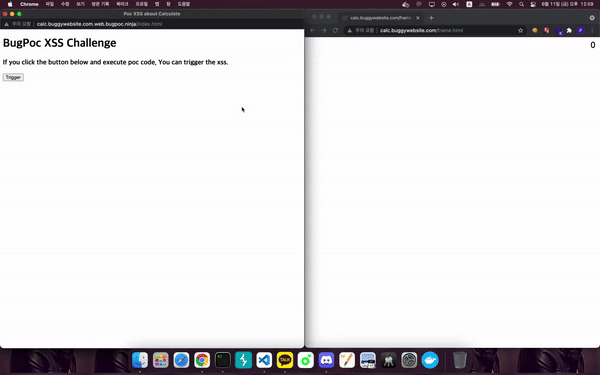 Chrome 파일 수정 보기 방문 기록 북마크 프로필 탭 창 도움말
6월 11일 (금) 오후 12:59
Poc XSS about Calculate
주의 요함 calc.buggywebsite.com.web.bugpoc.ninja/index.html
BugPoc XSS Challenge
If you click the button below and execute poc code, You can trigger the xss.
Trigger
calc.buggywebsite.com/frame.h
주의 요함 calc.buggywebsite.com/frame.html
0
TALK